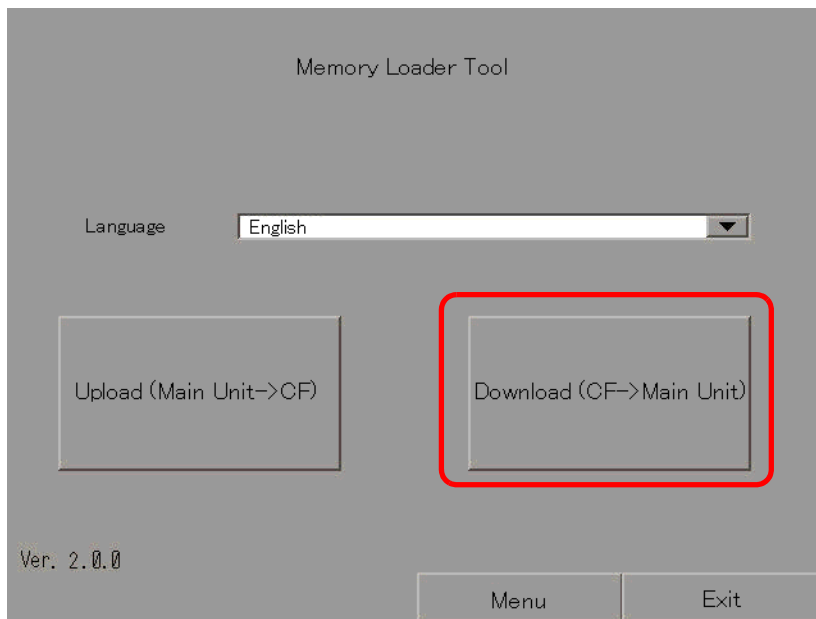 Memory Loader Tool
Language English
Upload (Main Unit->CF) Download (CF->Main Unit)
Ver. 2.0.0
Menu Exit